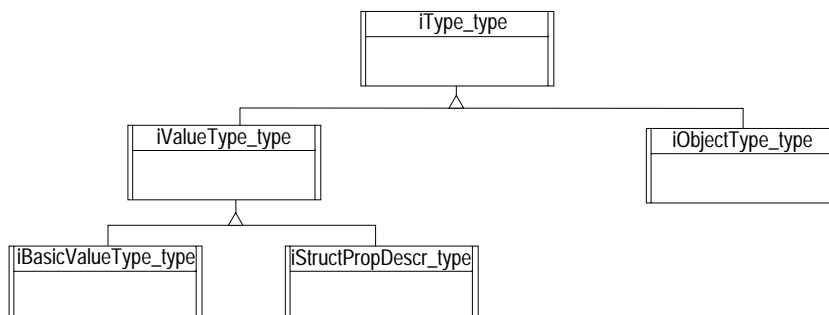 iType_type
iValueType_type
iObjectType_type
iBasicValueType_type
iStructPropDescr_type